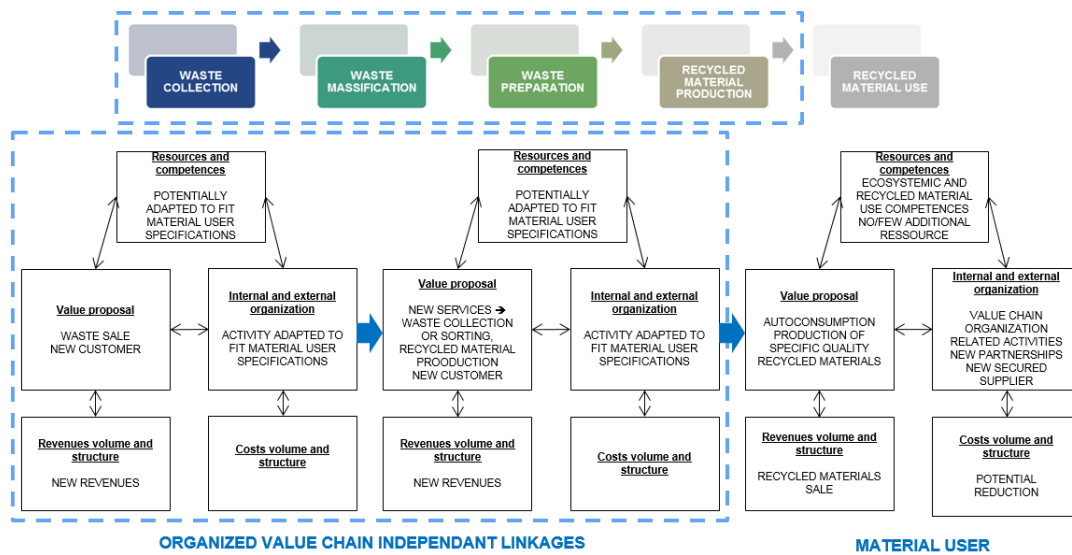 WASTE
COLLECTION
WASTE
MASSIFICATION
WASTE
PREPARATION
RECYCLED
MATERIAL
PRODUCTION
RECYCLED
MATERIAL USE
Resources and
competences
POTENTIALLY
ADAPTED TO FIT
MATERIAL USER
SPECIFICATIONS
Value proposal
WASTE SALE
NEW CUSTOMER
Internal and external
organization
ACTIVITY ADAPTED TO
FIT MATERIAL USER
SPECIFICATIONS
Revenues volume and
structure
NEW REVENUES
Costs volume and
structure
Resources and
competences
POTENTIALLY
ADAPTED TO FIT
MATERIAL USER
SPECIFICATIONS
Value proposal
NEW SERVICES ➔
WASTE COLLECTION
OR SORTING,
RECYCLED MATERIAL
PROODUCTION
NEW CUSTOMER
Internal and external
organization
ACTIVITY ADAPTED TO
FIT MATERIAL USER
SPECIFICATIONS
Revenues volume and
structure
NEW REVENUES
Costs volume and
structure
Resources and
competences
ECOSYSTEMIC AND
RECYCLED MATERIAL
USE COMPETENCES
NO/FEW ADDITIONAL
RESSOURCE
Value proposal
AUTOCONSUMPTION
PRODUCTION OF
SPECIFIC QUALITY
RECYCLED MATERIALS
Internal and external
organization
VALUE CHAIN
ORGANIZATION
RELATED ACTIVITIES
NEW PARTNERSHIPS
NEW SECURED
SUPPLIER
Revenues volume and
structure
RECYCLED MATERIALS
SALE
Costs volume and
structure
POTENTIAL
REDUCTION
ORGANIZED VALUE CHAIN INDEPENDANT LINKAGES
MATERIAL USER